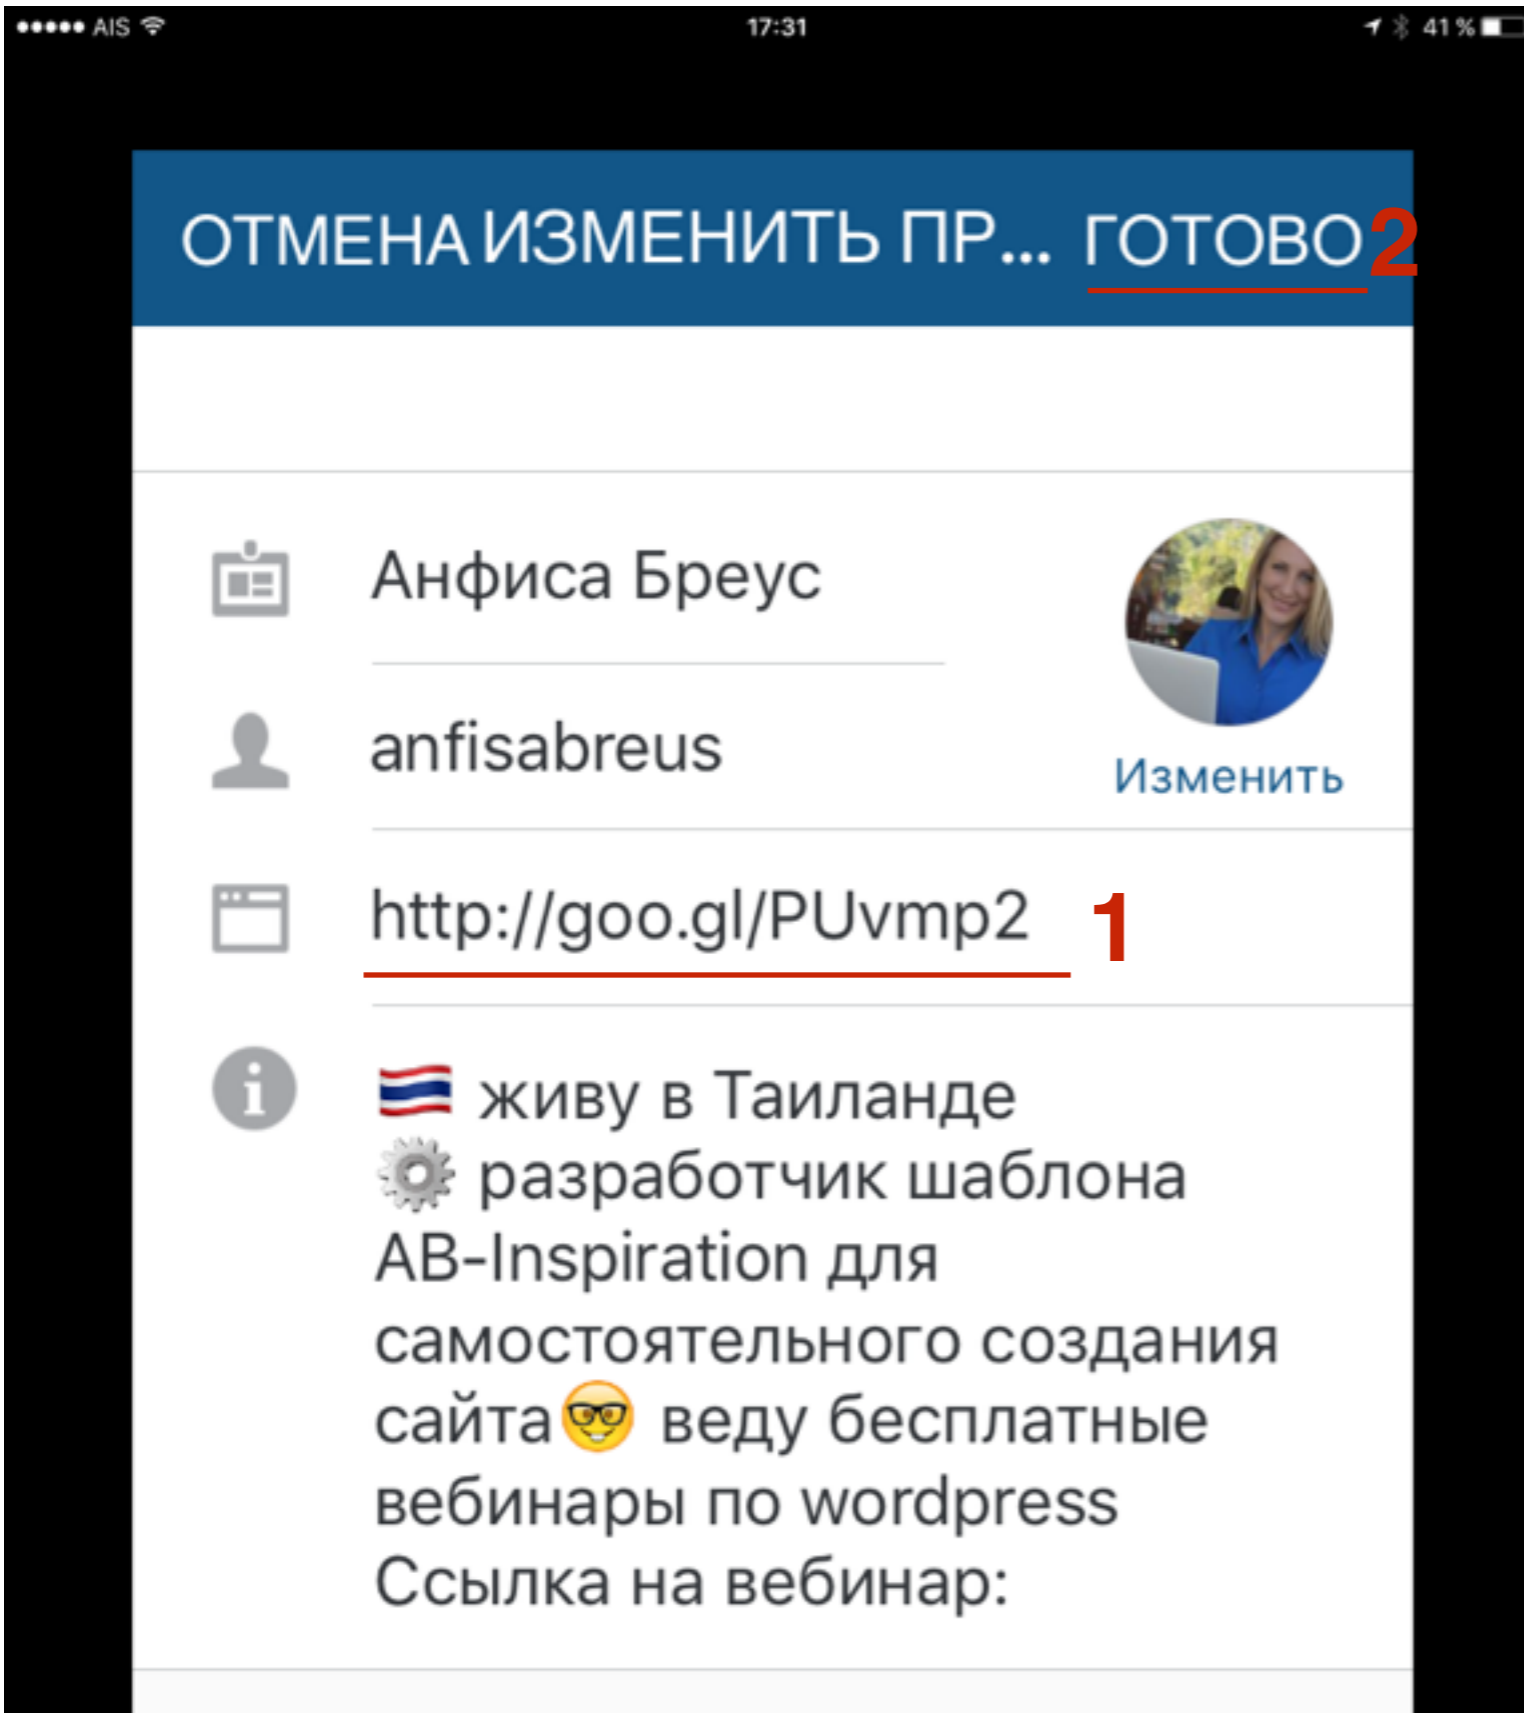 AIS 17:31 41 %
ОТМЕНА ИЗМЕНИТЬ ПР... ГОТОВО 2
Анфиса Бреус
anfisabreus
Изменить
http://goo.gl/PUvmp2 1
🇹🇭 живу в Таиланде
⚙️ разработчик шаблона
AB-Inspiration для
самостоятельного создания
сайта🤓 веду бесплатные
вебинары по wordpress
Ссылка на вебинар: